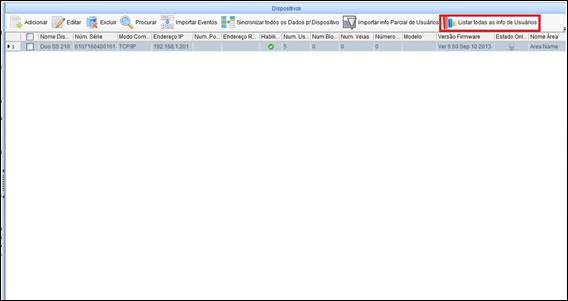 Dispositivos
Adicionar Editar Excluir Procurar Importar Eventos Sincronizar todos os Dados p/ Dispositivo Importar info Parcial de Usuários Listar todas as info de Usuários
Nome Dis... Núm. Série Modo Com... Endereço IP Num. Po... Endereço R... Habili... Num. Us... Num Bio... Num. Veias Número ... Modelo Versão Firmware Estado Onl... Nome Área
1 Duo SS 210 6107160400161 TCP/IP 192.168.1.201 5 0 0 0 Ver 6.60 Sep 10 2013 Area Name